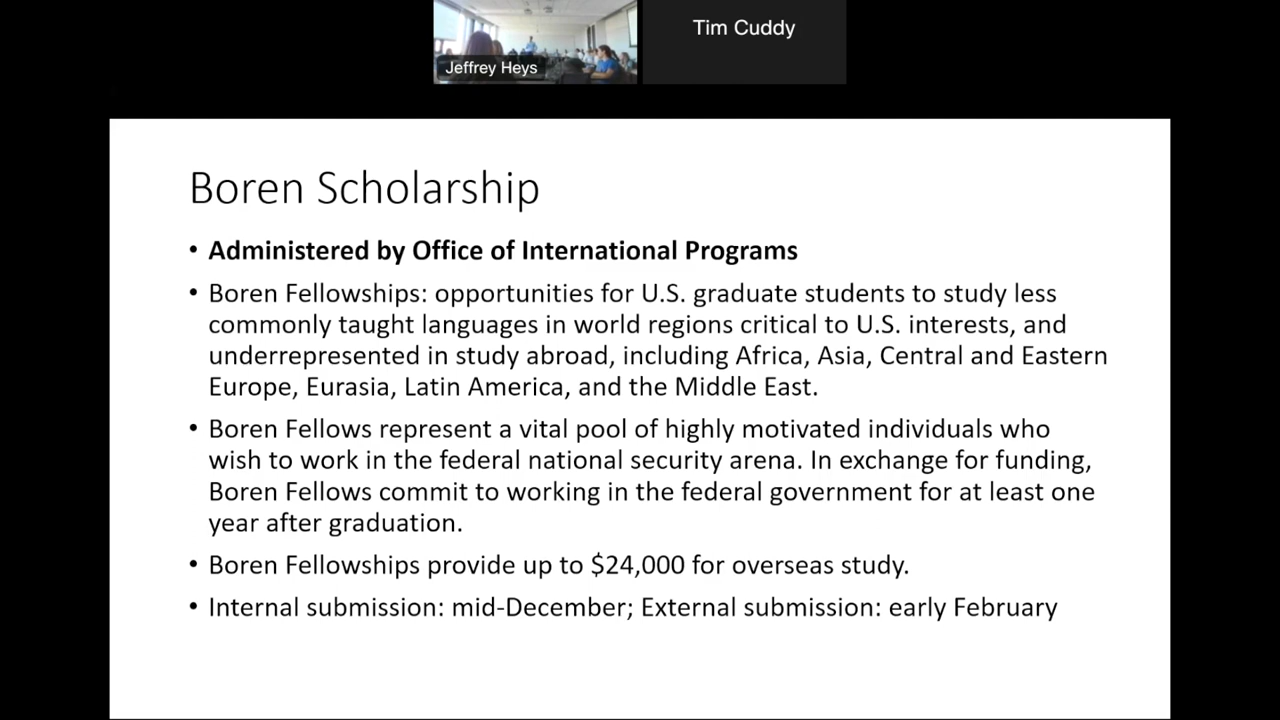 Jeffrey Heys
Tim Cuddy
Boren Scholarship
• Administered by Office of International Programs
• Boren Fellowships: opportunities for U.S. graduate students to study less
commonly taught languages in world regions critical to U.S. interests, and
underrepresented in study abroad, including Africa, Asia, Central and Eastern
Europe, Eurasia, Latin America, and the Middle East.
• Boren Fellows represent a vital pool of highly motivated individuals who
wish to work in the federal national security arena. In exchange for funding,
Boren Fellows commit to working in the federal government for at least one
year after graduation.
• Boren Fellowships provide up to $24,000 for overseas study.
• Internal submission: mid-December; External submission: early February